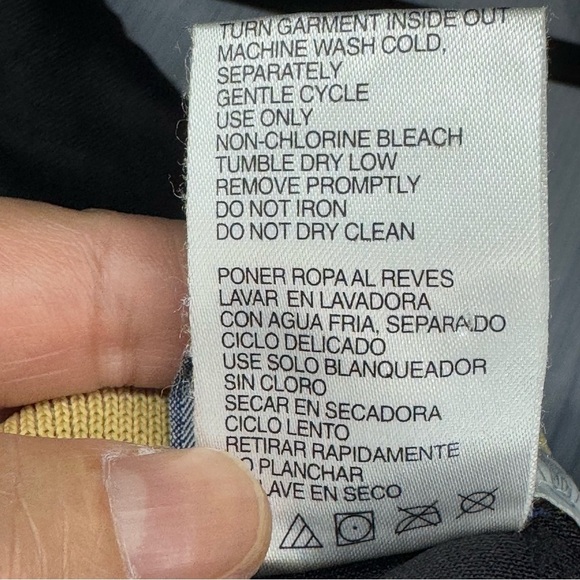 TURN GARMENT INSIDE OUT
MACHINE WASH COLD,
SEPARATELY
GENTLE CYCLE
USE ONLY
NON-CHLORINE BLEACH
TUMBLE DRY LOW
REMOVE PROMPTLY
DO NOT IRON
DO NOT DRY CLEAN
PONER ROPA AL REVES
LAVAR EN LAVADORA
CON AGUA FRIA, SEPARADO
CICLO DELICADO
USE SOLO BLANQUEADOR
SIN CLORO
SECAR EN SECADORA
CICLO LENTO
RETIRAR RAPIDAMENTE
PLANCHAR
LAVE EN SECO